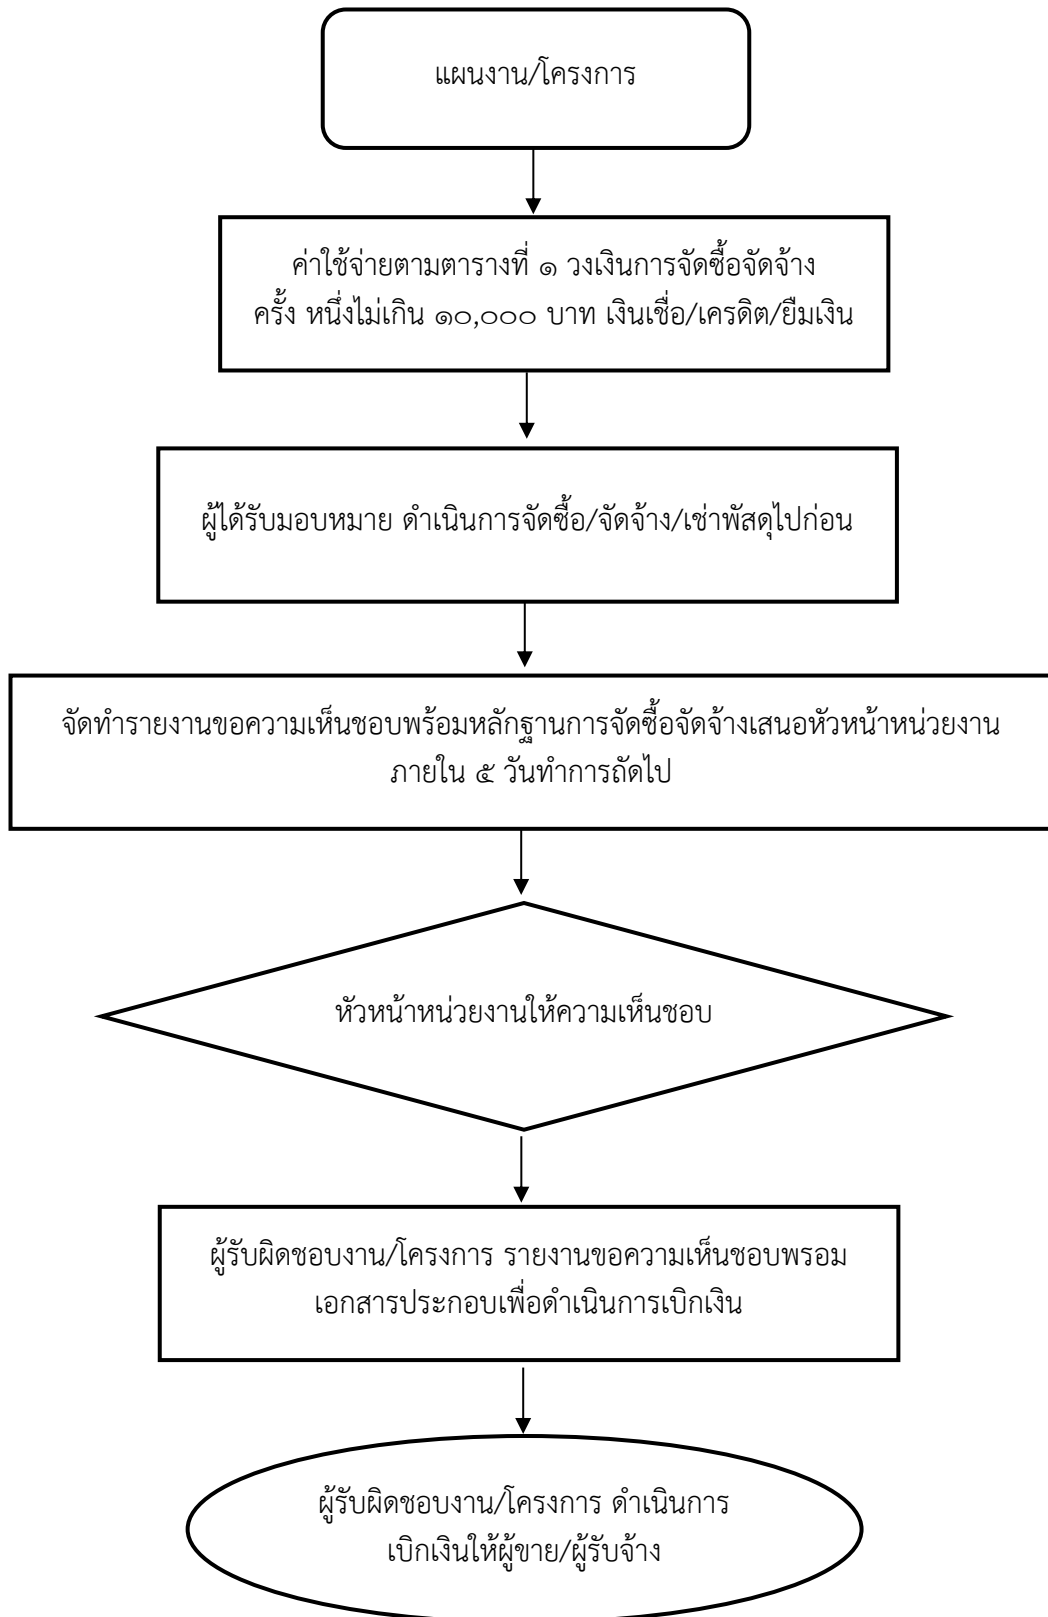 แผนงาน/โครงการ
ค่าใช้จ่ายตามตารางที่ ๑ วงเงินการจัดซื้อจัดจ้าง
ครั้ง หนึ่งไม่เกิน ๑๐,๐๐๐ บาท เงินเชื่อ/เครดิต/ยืมเงิน
ผู้ได้รับมอบหมาย ดำเนินการจัดซื้อ/จัดจ้าง/เช่าพัสดุไปก่อน
จัดทำรายงานขอความเห็นชอบพร้อมหลักฐานการจัดซื้อจัดจ้างเสนอหัวหน้าหน่วยงาน
ภายใน ๕ วันทำการถัดไป
หัวหน้าหน่วยงานให้ความเห็นชอบ
ผู้รับผิดชอบงาน/โครงการ รายงานขอความเห็นชอบพรอม
เอกสารประกอบเพื่อดำเนินการเบิกเงิน
ผู้รับผิดชอบงาน/โครงการ ดำเนินการ
เบิกเงินให้ผู้ขาย/ผู้รับจ้าง